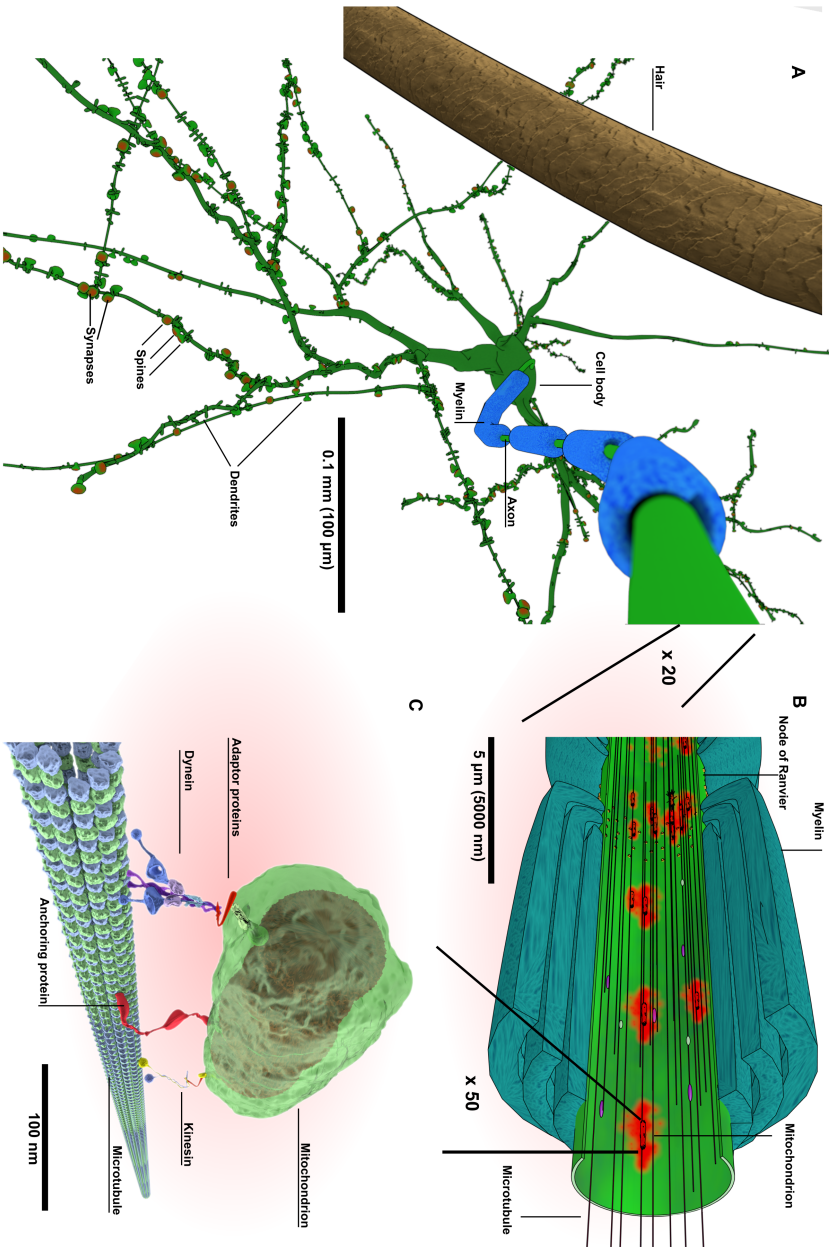 A
Hair
Cell body
Myelin
Axon
Synapses
Spines
Dendrites
0.1 mm (100 µm)
x 20
B
Node of Ranvier
Myelin
5 µm (5000 nm)
Mitochondrion
Microtubule
x 50
C
Adaptor proteins
Dynein
Anchoring protein
Mitochondrion
Kinesin
Microtubule
100 nm